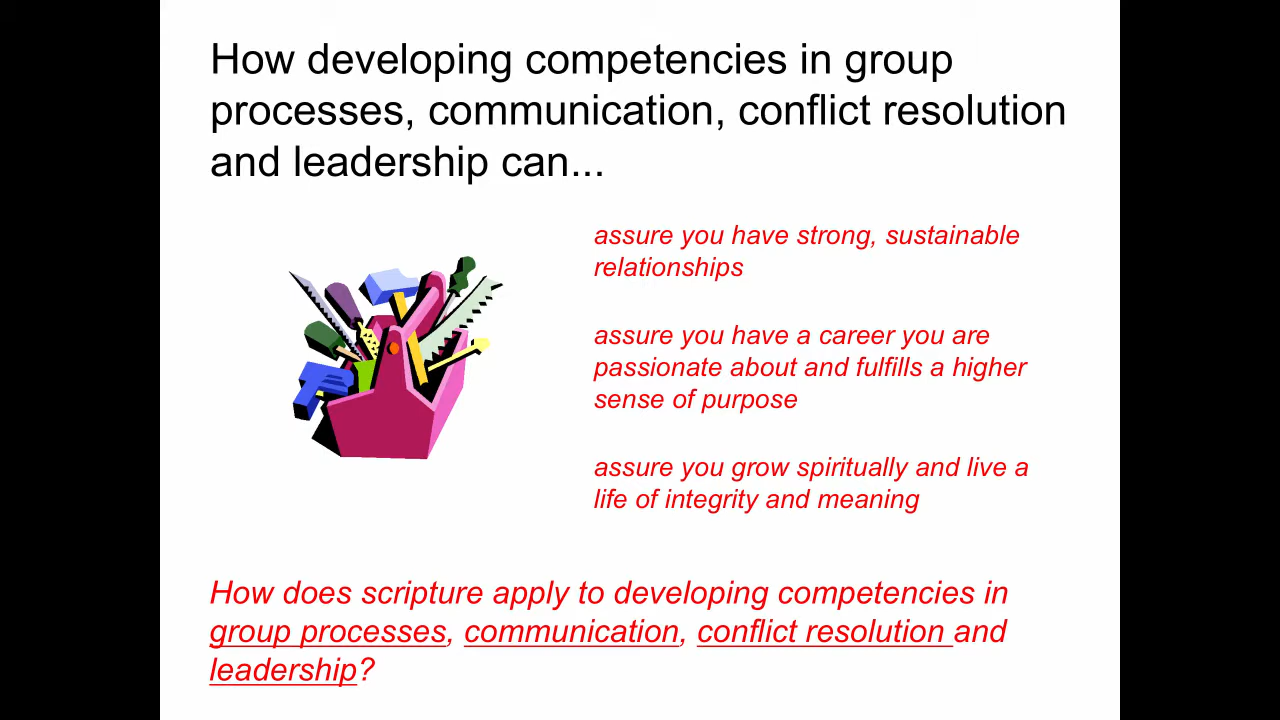 How developing competencies in group
processes, communication, conflict resolution
and leadership can...
assure you have strong, sustainable
relationships
assure you have a career you are
passionate about and fulfills a higher
sense of purpose
assure you grow spiritually and live a
life of integrity and meaning
How does scripture apply to developing competencies in
group processes, communication, conflict resolution and
leadership?